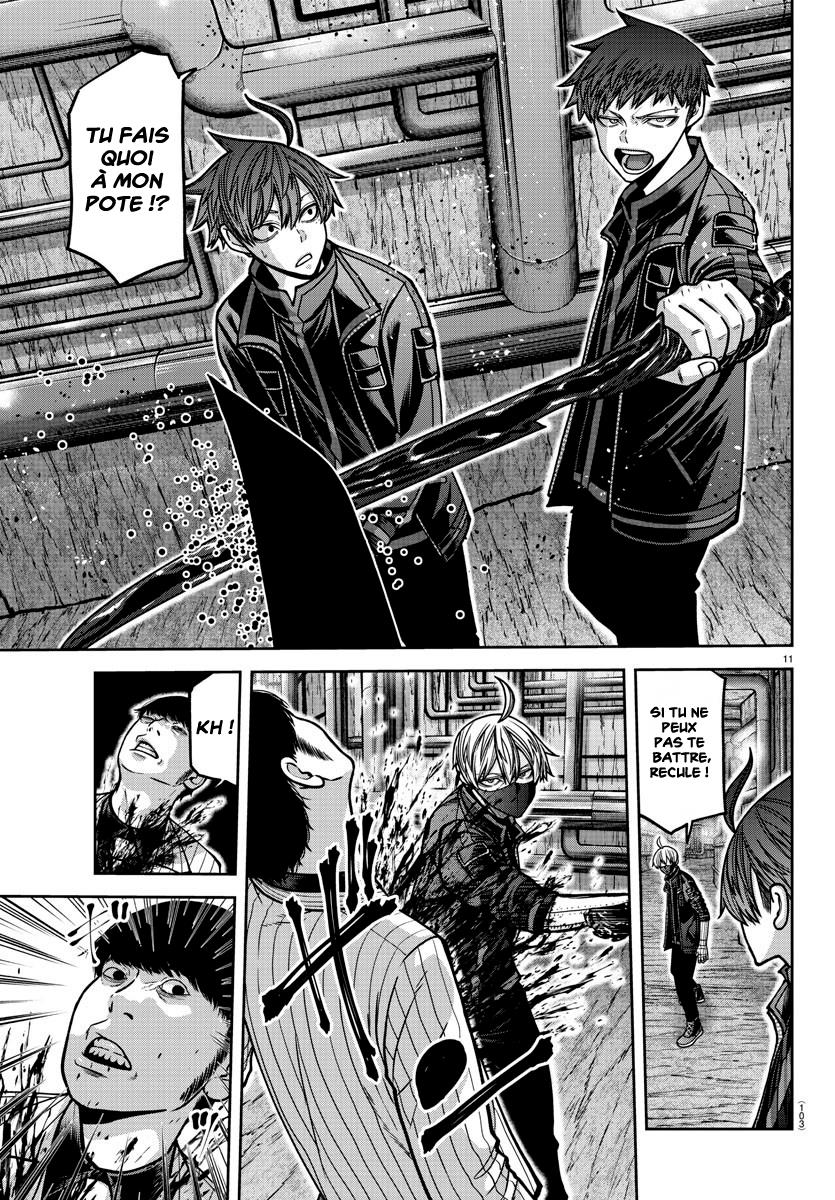 TU FAIS
QUOI
À MON
POTE !?
11
SI TU NE
PEUX
PAS TE
BATTRE,
RECULE !
KH !
(103)